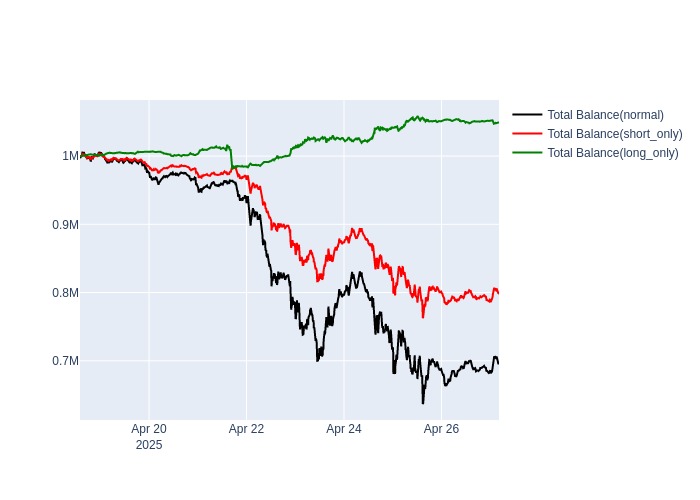 Total Balance(normal)
Total Balance(short_only)
Total Balance(long_only)
1M
0.9M
0.8M
0.7M
Apr 20
2025
Apr 22
Apr 24
Apr 26